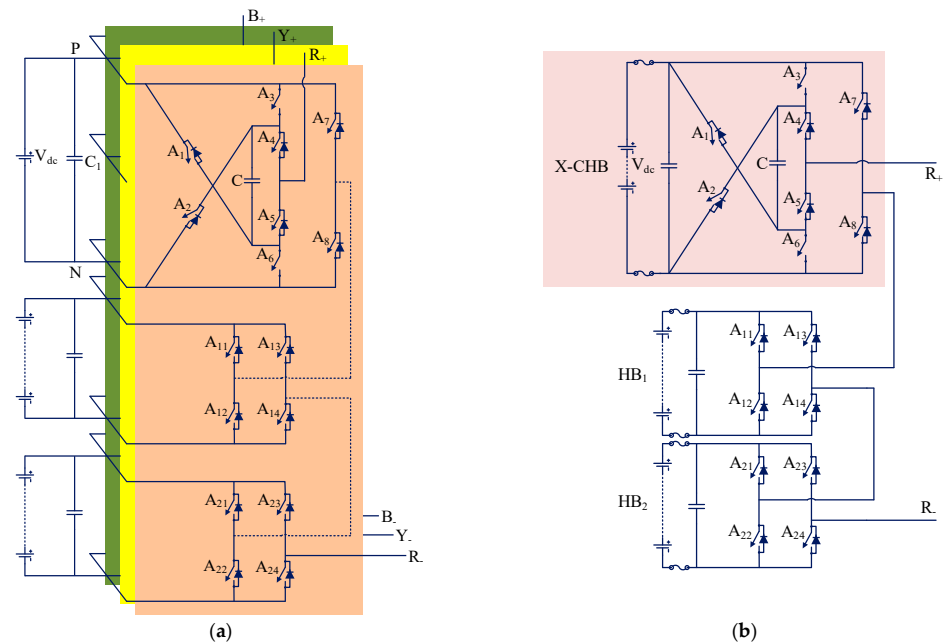 B+
Y+
R+
P
A3
A7
A4
A1
Vdc
C1
C
A2
A5
A8
A6
N
A11
A13
A12
A14
A21
A23
B-
Y-
R-
A22
A24
(a)
A3
A7
A4
A1
X-CHB
Vdc
C
R+
A2
A5
A8
A6
A11
A13
HB1
A12
A14
A21
A23
HB2
R-
A22
A24
(b)